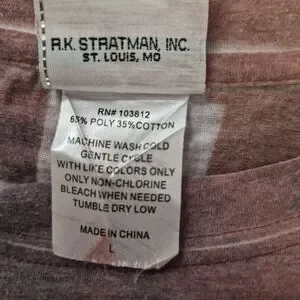 R.K. STRATMAN, INC.
ST. LOUIS, MO
RN# 103812
65% POLY 35%COTTON
MACHINE WASH COLD
GENTLE CYCLE
WITH LIKE COLORS ONLY
ONLY NON-CHLORINE
BLEACH WHEN NEEDED
TUMBLE DRY LOW
MADE IN CHINA
L